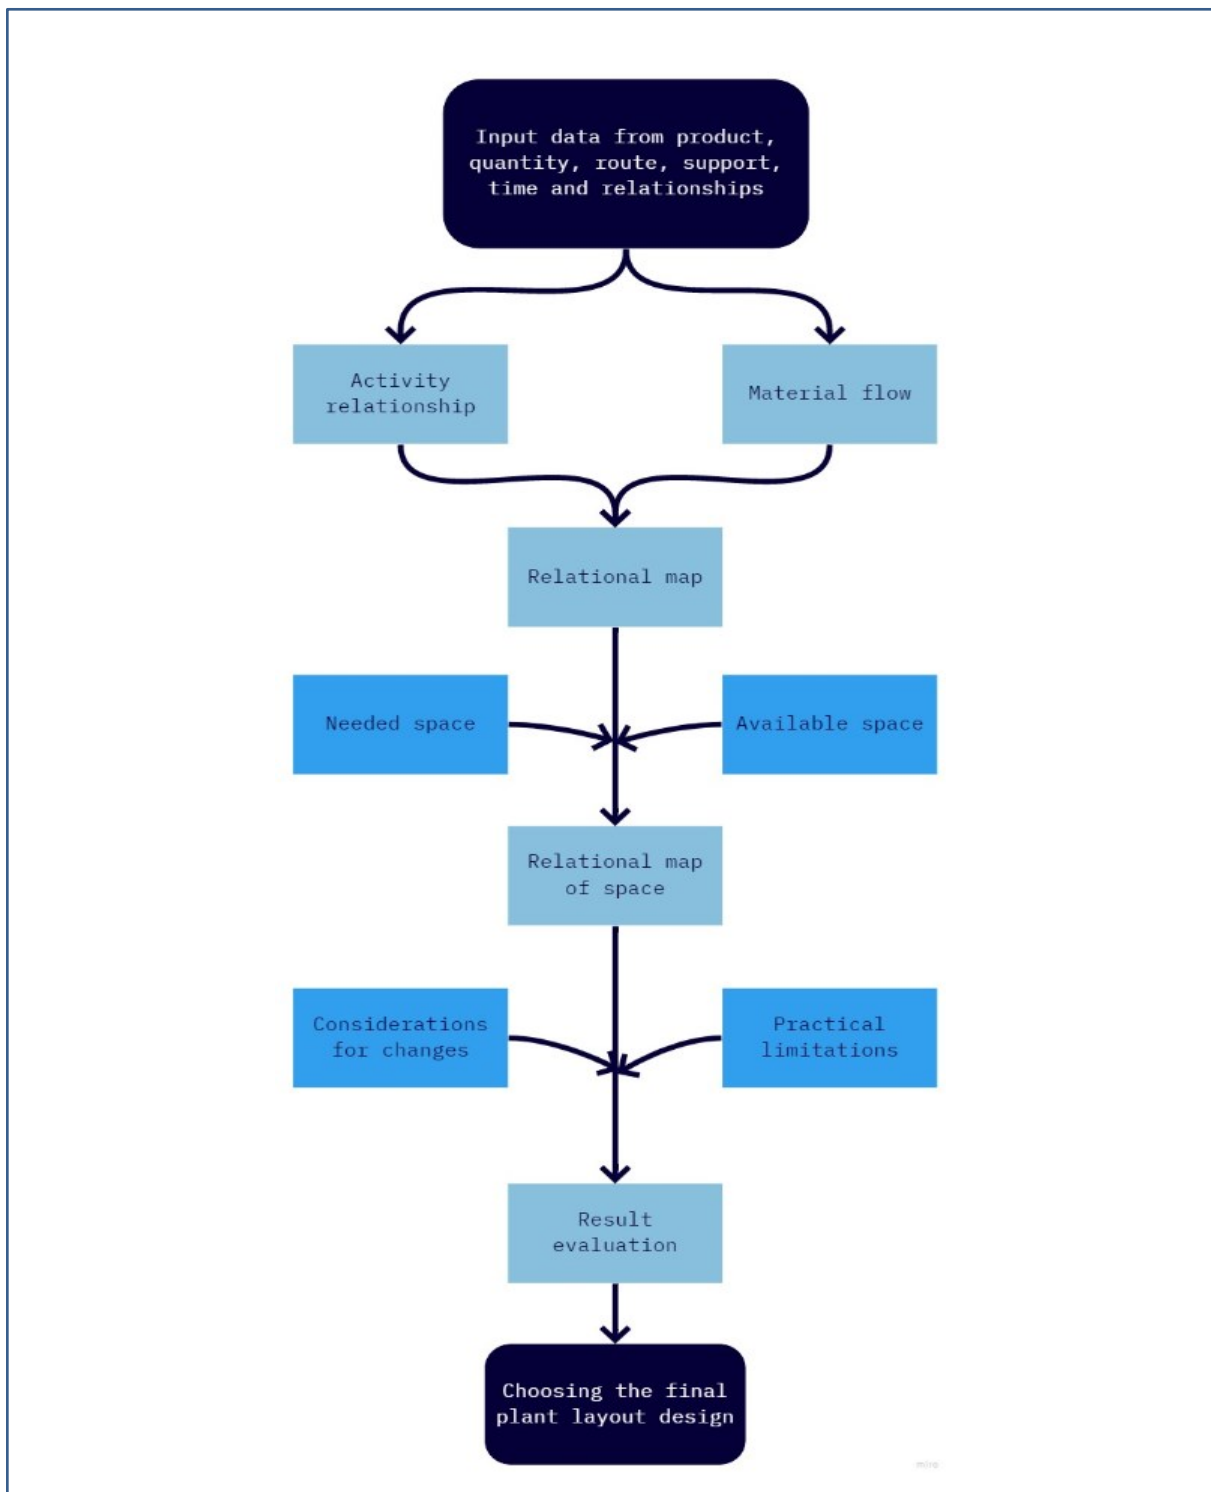 Input data from product,
quantity, route, support,
time and relationships
Activity
relationship
Material flow
Relational map
Needed space
Available space
Relational map
of space
Considerations
for changes
Practical
limitations
Result
evaluation
Choosing the final
plant layout design
miro